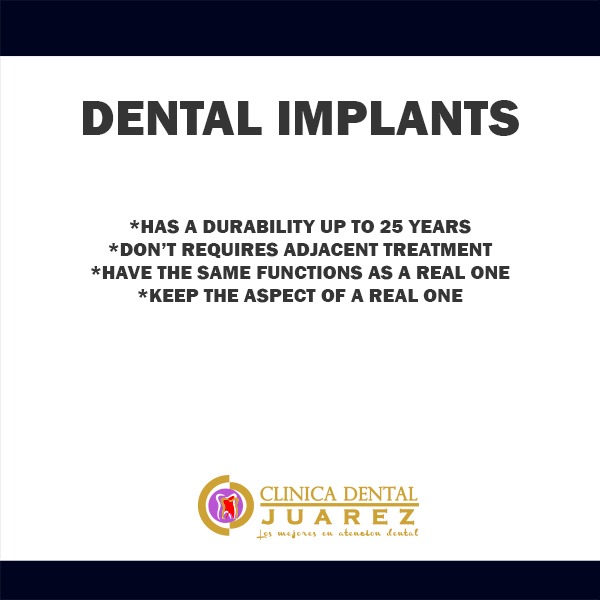 DENTAL IMPLANTS
*HAS A DURABILITY UP TO 25 YEARS
*DON'T REQUIRES ADJACENT TREATMENT
*HAVE THE SAME FUNCTIONS AS A REAL ONE
*KEEP THE ASPECT OF A REAL ONE
CLINICA DENTAL
JUAREZ
Los mejores en atencion dental